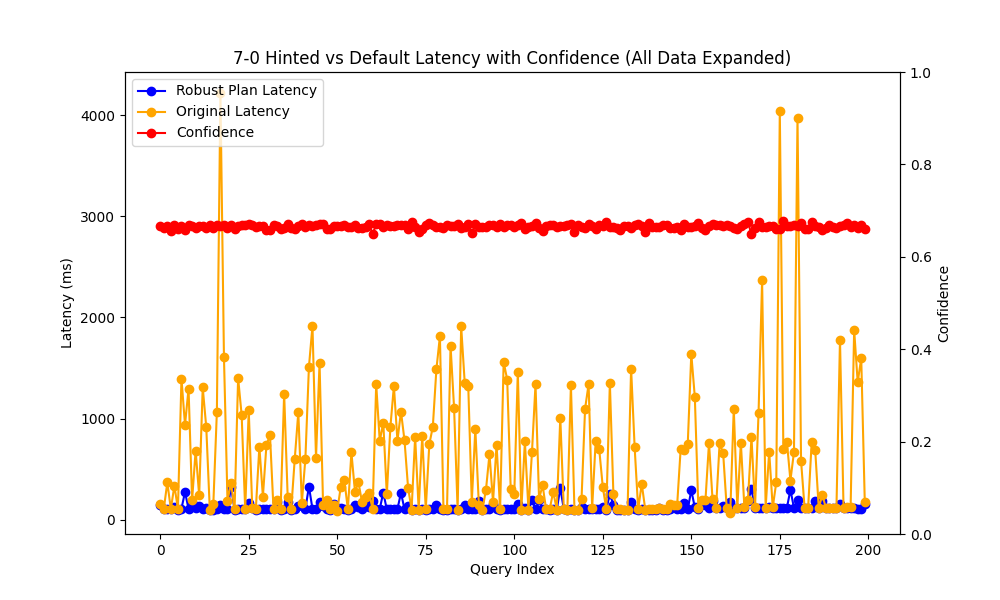 7-0 Hinted vs Default Latency with Confidence (All Data Expanded)
Robust Plan Latency
Original Latency
Confidence
Latency (ms)
4000
3000
2000
1000
0
1.0
0.8
0.6
0.4
0.2
0.0
Confidence
0 25 50 75 100 125 150 175 200
Query Index